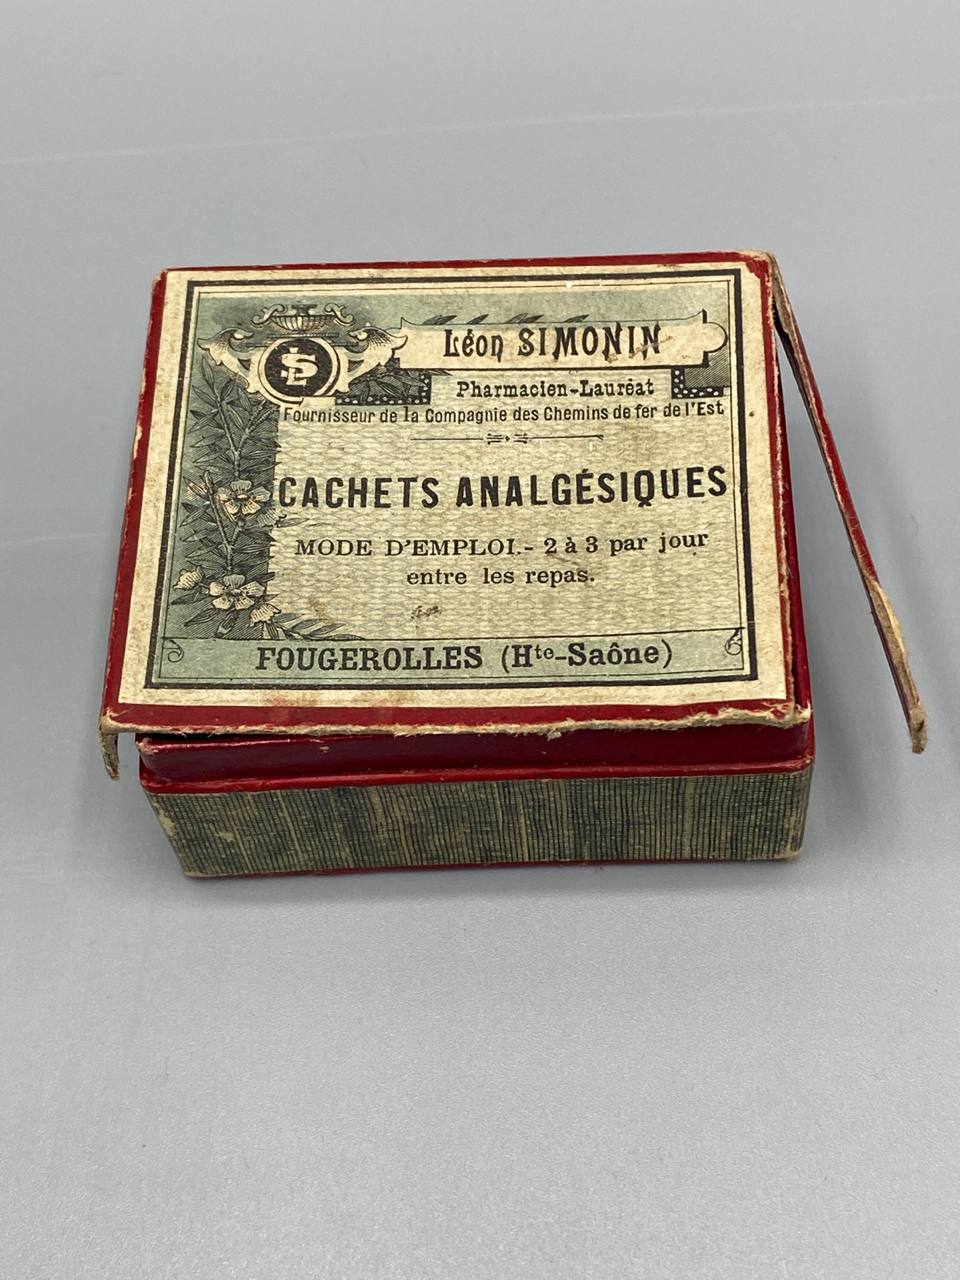 LS
Léon SIMONIN
Pharmacien-Lauréat
Fournisseur de la Compagnie des Chemins de fer de l'Est
CACHETS ANALGÉSIQUES
MODE D'EMPLOI.- 2 à 3 par jour
entre les repas.
FOUGEROLLES (Hte-Saône)